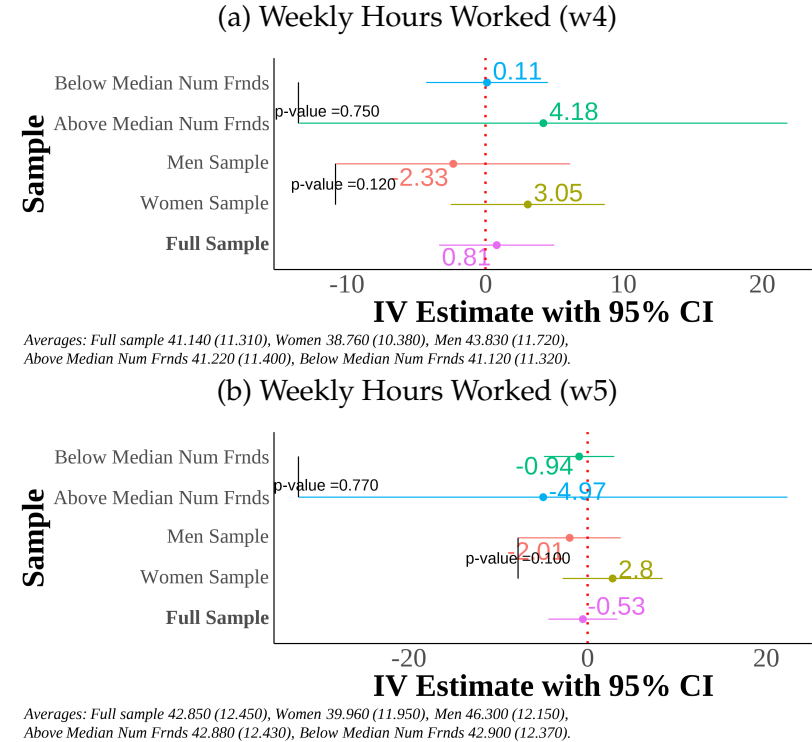 (a) Weekly Hours Worked (w4)
Sample
Below Median Num Frnds
0.11
p-value =0.750
Above Median Num Frnds
4.18
Men Sample
-2.33
p-value =0.120
Women Sample
3.05
Full Sample
0.81
-10 0 10 20
IV Estimate with 95% CI
Averages: Full sample 41.140 (11.310), Women 38.760 (10.380), Men 43.830 (11.720),
Above Median Num Frnds 41.220 (11.400), Below Median Num Frnds 41.120 (11.320).
(b) Weekly Hours Worked (w5)
Sample
Below Median Num Frnds
-0.94
p-value =0.770
Above Median Num Frnds
-4.97
Men Sample
-2.01
p-value =0.100
Women Sample
2.8
Full Sample
-0.53
-20 0 20
IV Estimate with 95% CI
Averages: Full sample 42.850 (12.450), Women 39.960 (11.950), Men 46.300 (12.150),
Above Median Num Frnds 42.880 (12.430), Below Median Num Frnds 42.900 (12.370).